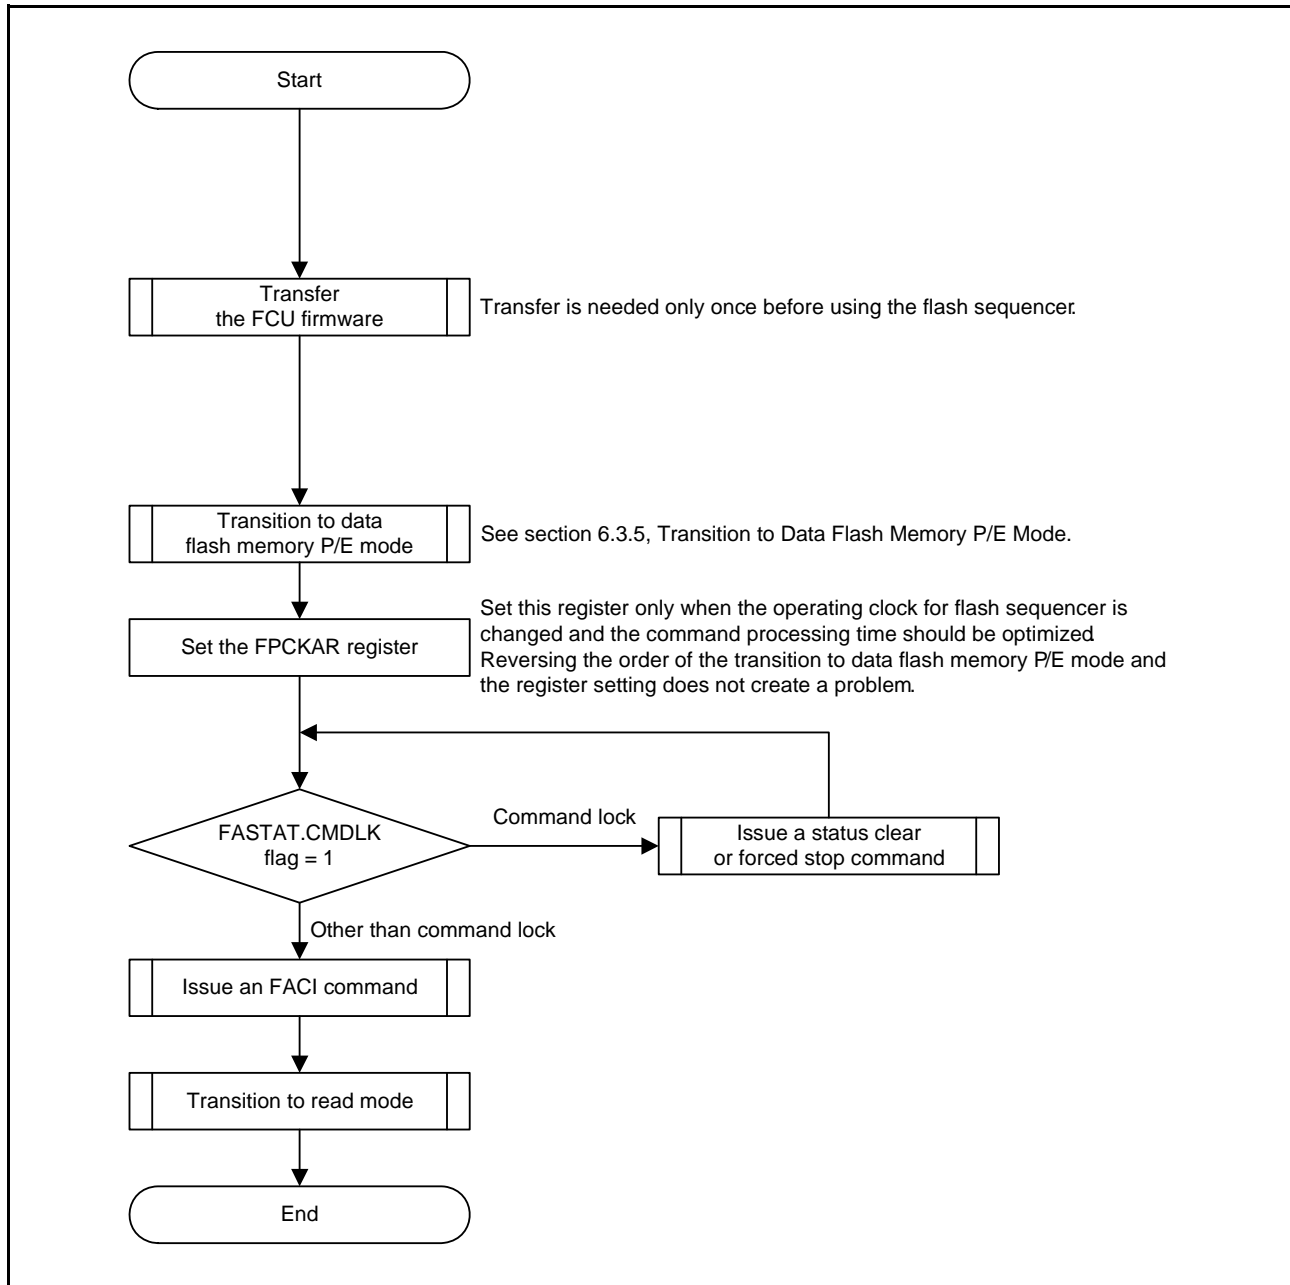 Start
Transfer
the FCU firmware
Transfer is needed only once before using the flash sequencer.
Transition to data
flash memory P/E mode
See section 6.3.5, Transition to Data Flash Memory P/E Mode.
Set the FPCKAR register
Set this register only when the operating clock for flash sequencer is
changed and the command processing time should be optimized.
Reversing the order of the transition to data flash memory P/E mode and
the register setting does not create a problem.
FASTAT.CMDLK
flag = 1
Command lock
Issue a status clear
or forced stop command
Other than command lock
Issue an FACI command
Transition to read mode
End